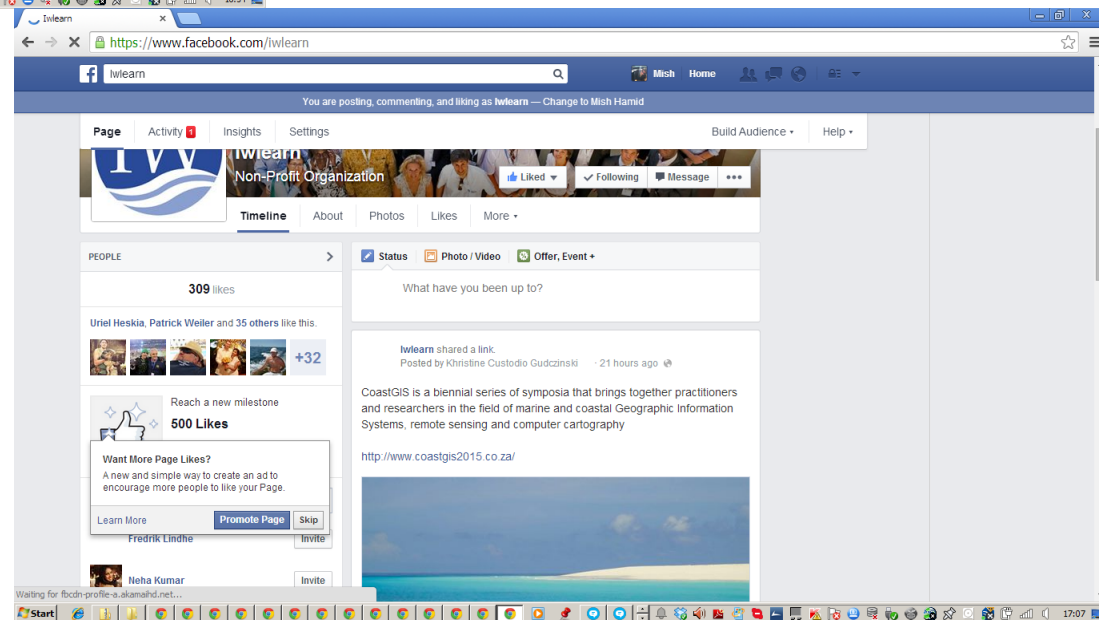 Iwlearn
https://www.facebook.com/iwlearn
Iwlearn
Mish Home
You are posting, commenting, and liking as Iwlearn — Change to Mish Hamid
Page Activity 1 Insights Settings Build Audience Help
IW
Iwlearn
Non-Profit Organization
Liked Following Message
Timeline About Photos Likes More
PEOPLE
309 likes
Uriel Heskia, Patrick Weiler and 35 others like this.
+32
Reach a new milestone
500 Likes
Want More Page Likes?
A new and simple way to create an ad to
encourage more people to like your Page.
Learn More Promote Page Skip
Fredrik Lindhe Invite
Neha Kumar Invite
Status Photo / Video Offer, Event +
What have you been up to?
Iwlearn shared a link.
Posted by Khristine Custodio Gudczinski · 21 hours ago
CoastGIS is a biennial series of symposia that brings together practitioners
and researchers in the field of marine and coastal Geographic Information
Systems, remote sensing and computer cartography
http://www.coastgis2015.co.za/
Waiting for fbcdn-profile-a.akamaihd.net...
Start 17:07